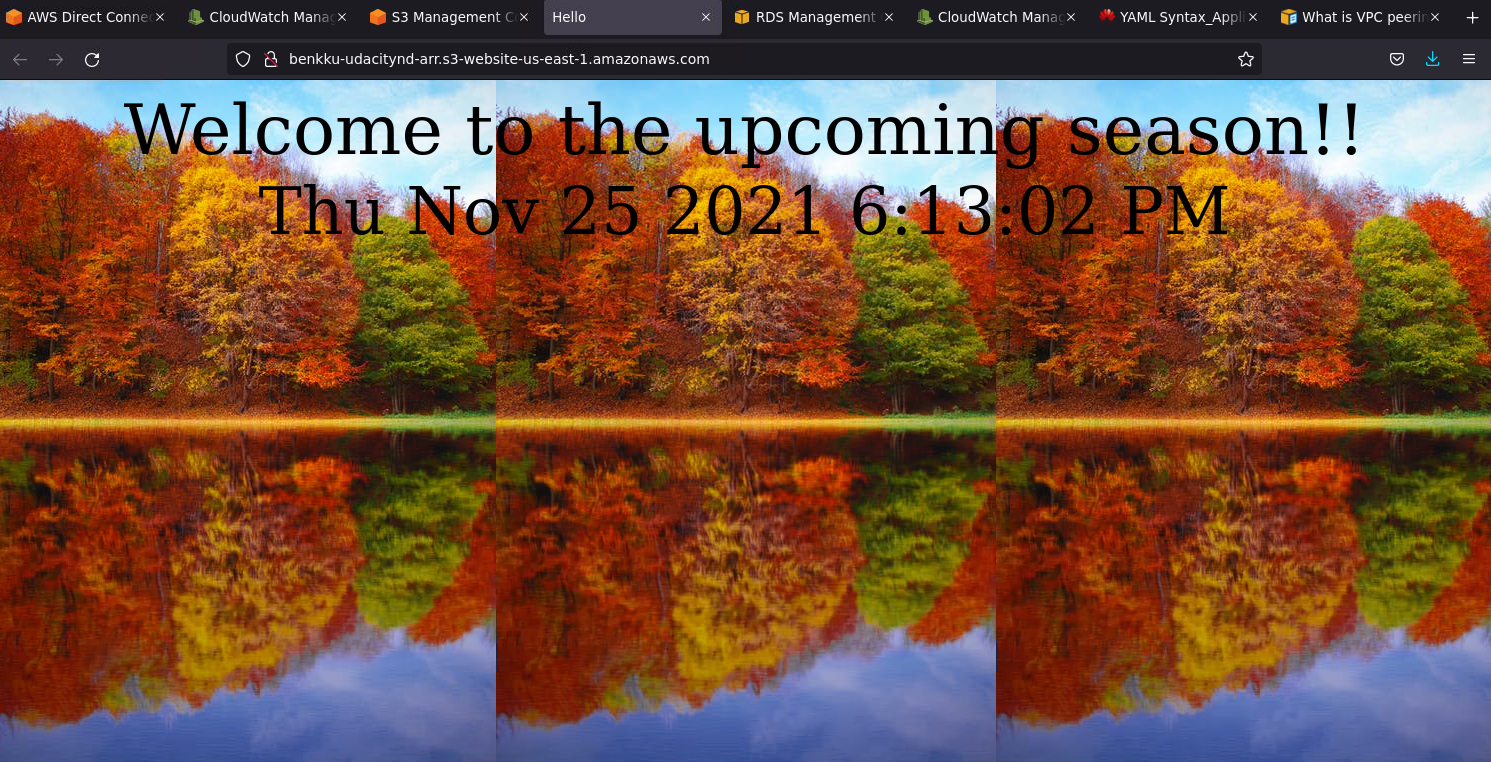 AWS Direct Conne
CloudWatch Manag
S3 Management Co
Hello
RDS Management
CloudWatch Manag
YAML Syntax_Appli
What is VPC peerin
benkku-udacitynd-arr.s3-website-us-east-1.amazonaws.com
Welcome to the upcoming season!!
Thu Nov 25 2021 6:13:02 PM